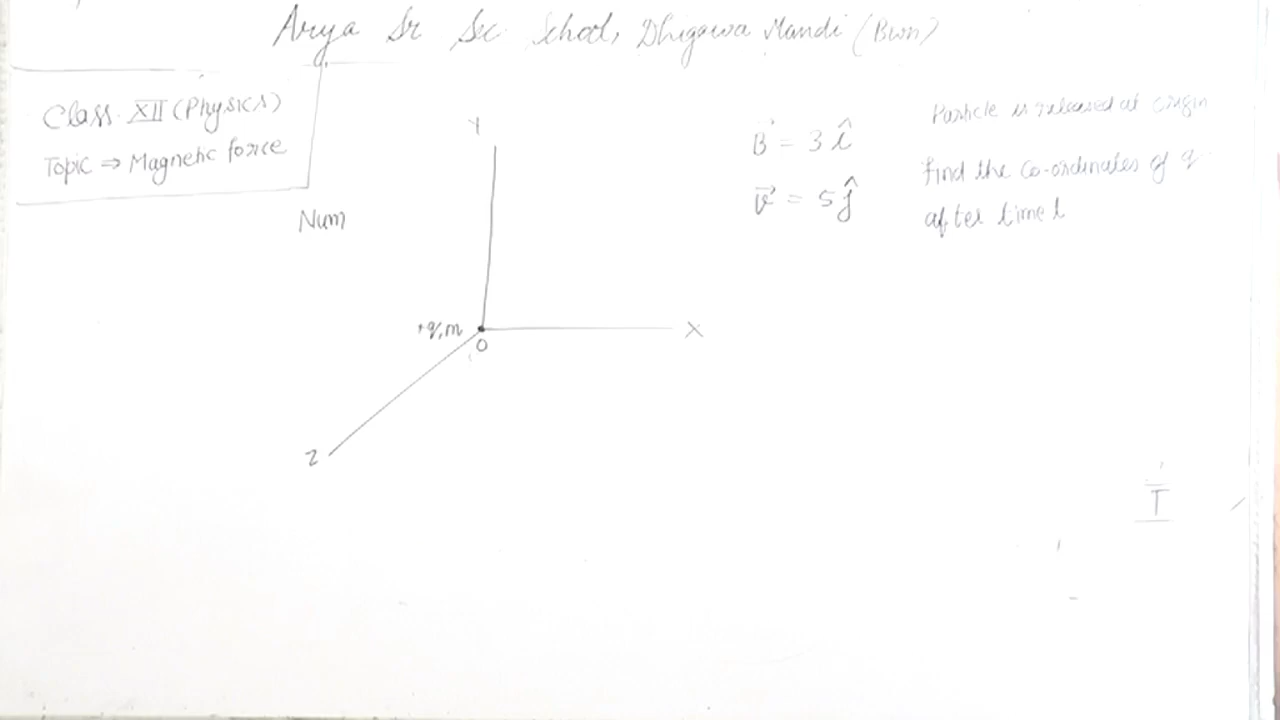 Arya Sr Sec School, Dhigawa Mandi (Bwn)
Class XII (Physics)
Topic ⇒ Magnetic force
Num
Y
+q,m
O
X
Z
B⃗ = 3 î
v⃗ = 5 ĵ
Particle is released at origin
find the co-ordinates of q
after time t
T